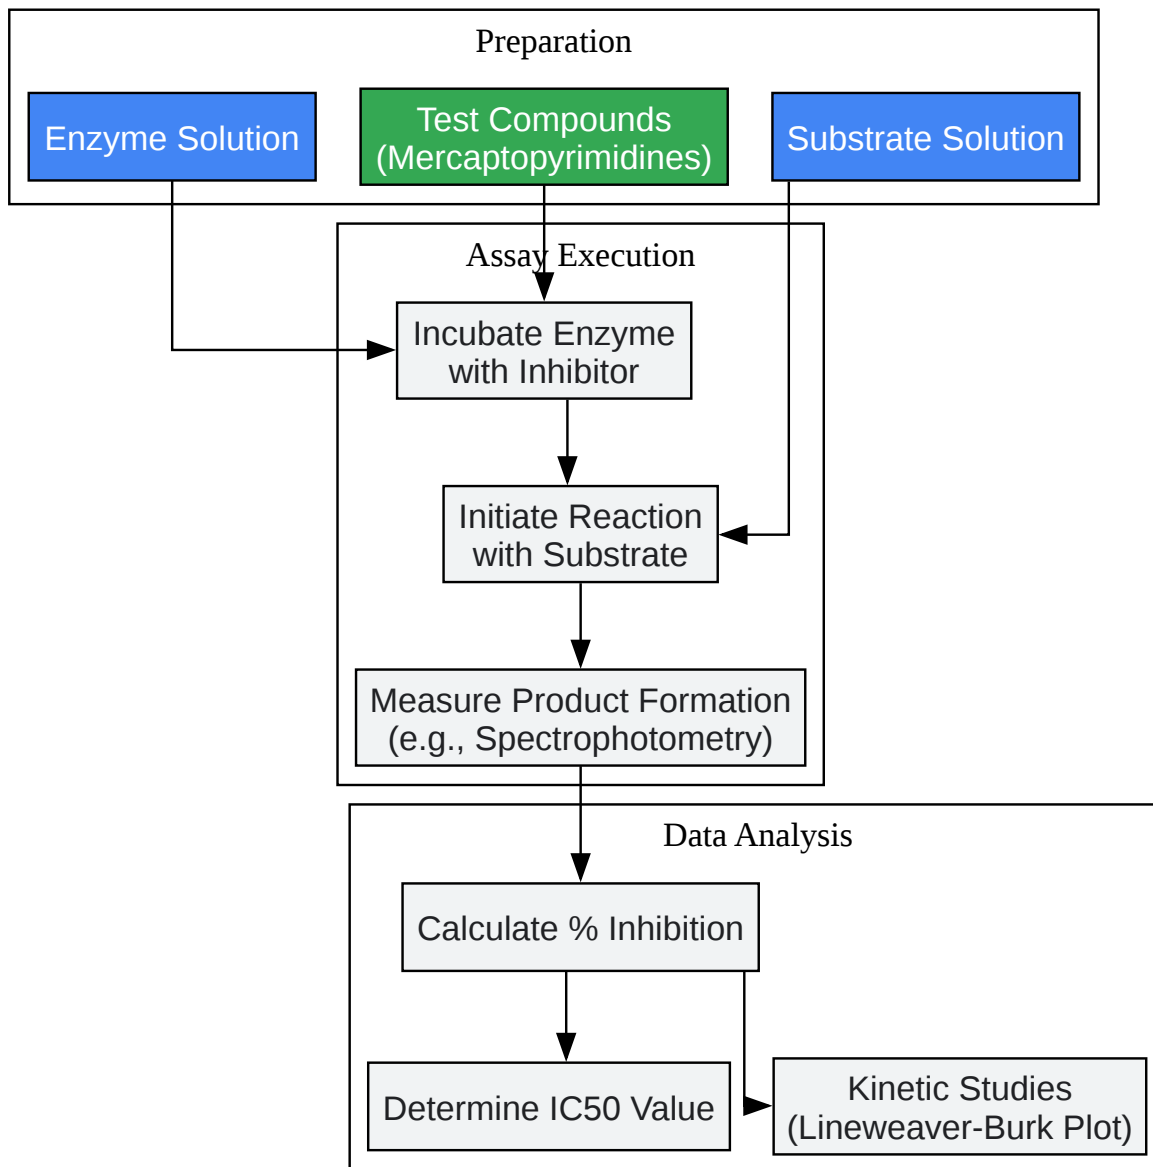 Preparation
Enzyme Solution
Test Compounds
(Mercaptopyrimidines)
Substrate Solution
Assay Execution
Incubate Enzyme
with Inhibitor
Initiate Reaction
with Substrate
Measure Product Formation
(e.g., Spectrophotometry)
Data Analysis
Calculate % Inhibition
Determine IC50 Value
Kinetic Studies
(Lineweaver-Burk Plot)